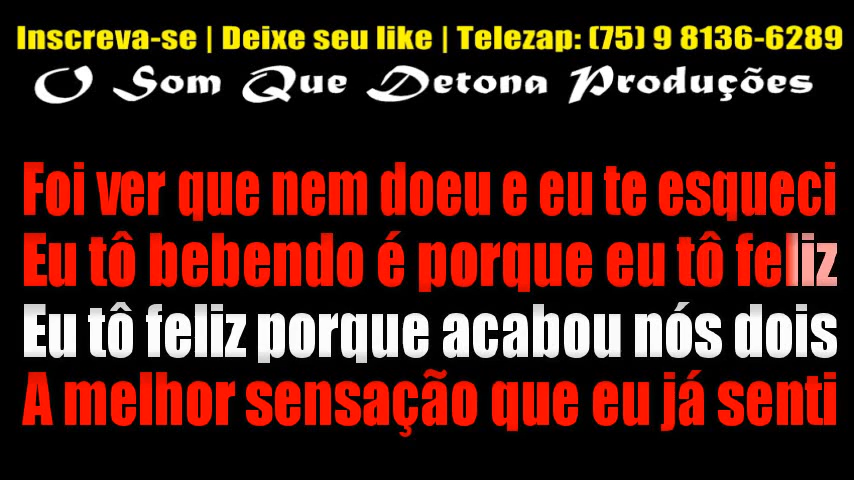 Inscreva-se | Deixe seu like | Telezap: (75) 9 8136-6289
O Som Que Detona Produções
Foi ver que nem doeu e eu te esqueci
Eu tô bebendo é porque eu tô feliz
Eu tô feliz porque acabou nós dois
A melhor sensação que eu já senti